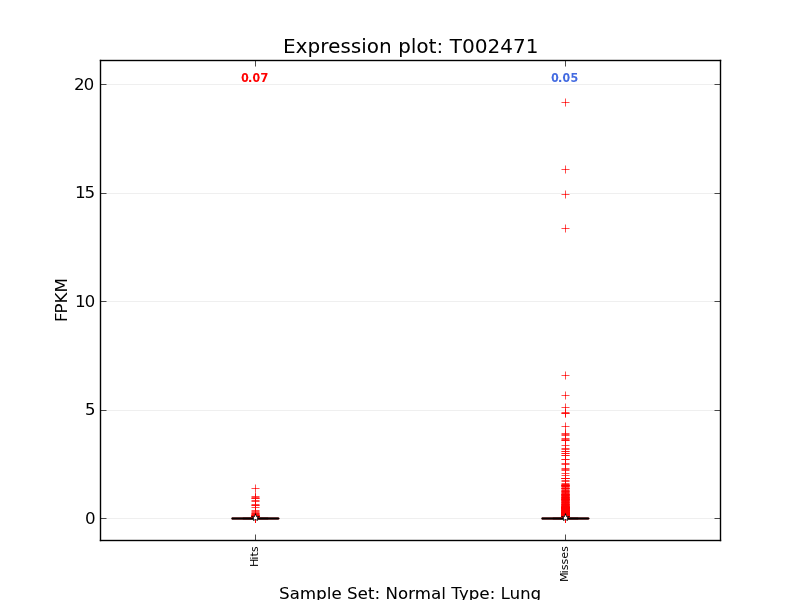 Expression plot: T002471
0.07
0.05
20
15
10
5
0
FPKM
Hits
Misses
Sample Set: Normal Type: Lung